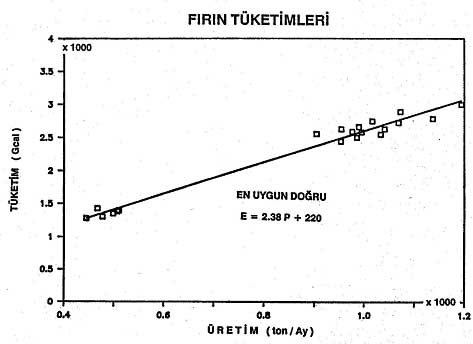 FIRIN TÜKETİMLERİ
x 1000
4
3.5
3
2.5
2
1.5
1
0.5
0
TÜKETİM (Gcal)
EN UYGUN DOĞRU
E = 2.38 P + 220
x 1000
0.4
0.6
0.8
1.0
1.2
ÜRETİM (ton/Ay)